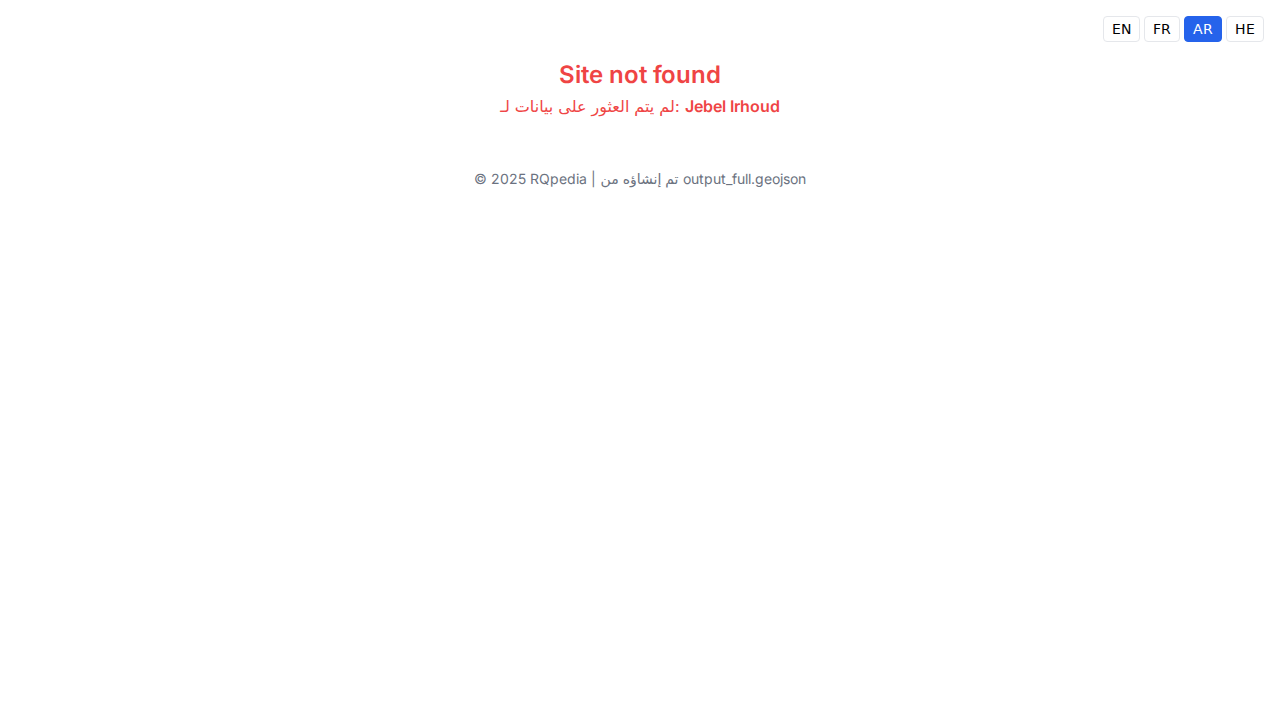 EN FR AR HE
Site not found
لم يتم العثور على بيانات لـ: Jebel Irhoud
© 2025 RQpedia | تم إنشاؤه من output_full.geojson